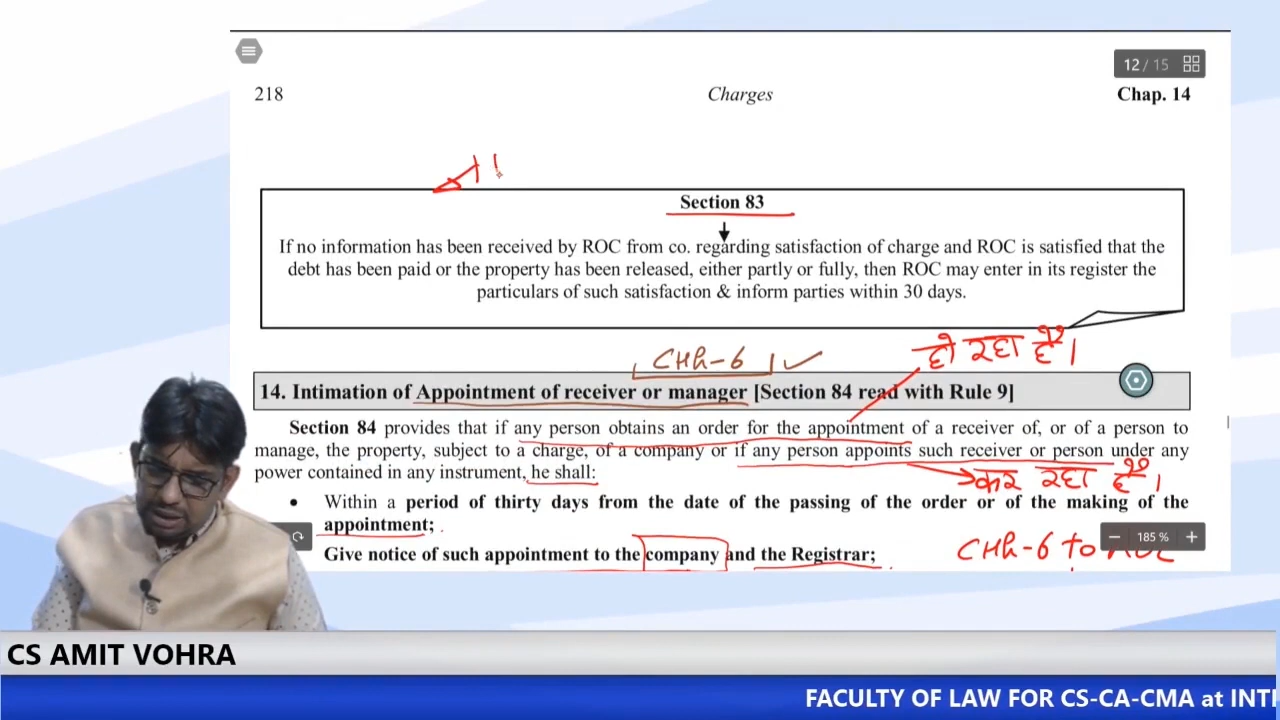 12 / 15
218 Charges Chap. 14
Section 83
If no information has been received by ROC from co. regarding satisfaction of charge and ROC is satisfied that the
debt has been paid or the property has been released, either partly or fully, then ROC may enter in its register the
particulars of such satisfaction & inform parties within 30 days.
हो रहा है।
CHh-6
14. Intimation of Appointment of receiver or manager [Section 84 read with Rule 9]
Section 84 provides that if any person obtains an order for the appointment of a receiver of, or of a person to
manage, the property, subject to a charge, of a company or if any person appoints such receiver or person under any
power contained in any instrument, he shall:
कर रहा है।
• Within a period of thirty days from the date of the passing of the order or of the making of the
appointment;
185 %
Give notice of such appointment to the company and the Registrar;
CHh-6 to
CS AMIT VOHRA
FACULTY OF LAW FOR CS-CA-CMA at INTE